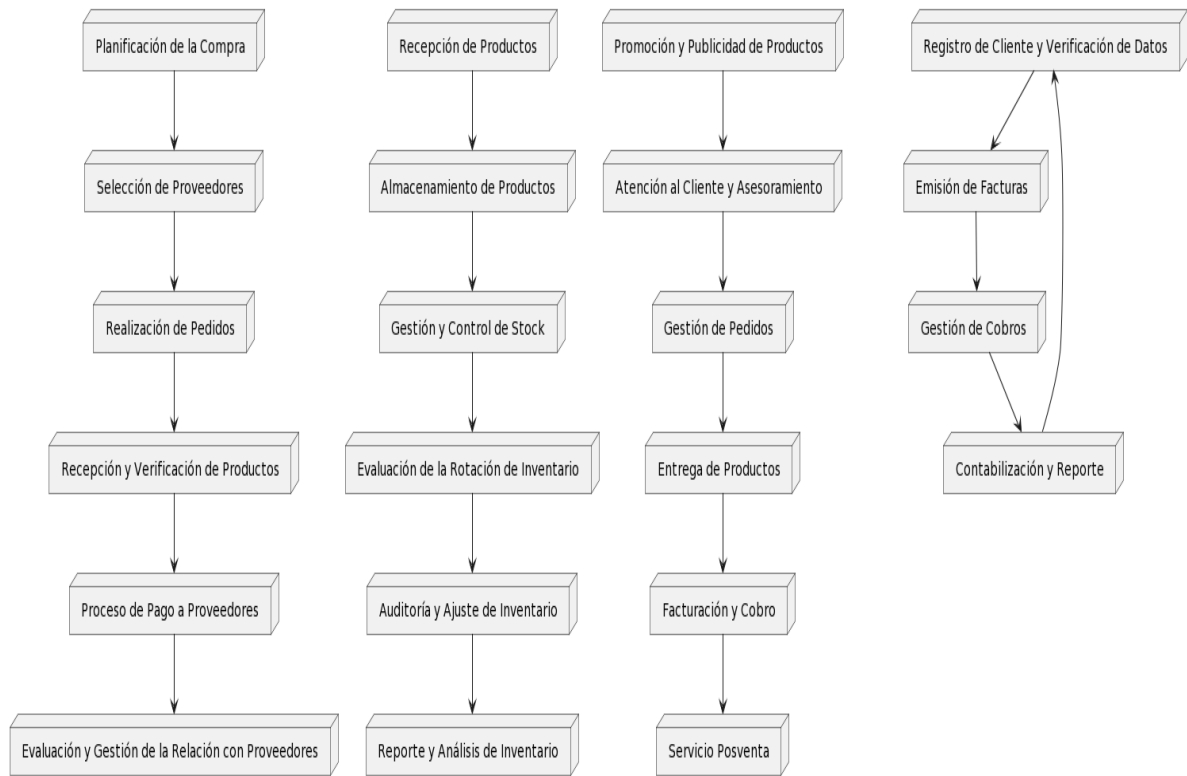 Planificación de la Compra
Selección de Proveedores
Realización de Pedidos
Recepción y Verificación de Productos
Proceso de Pago a Proveedores
Evaluación y Gestión de la Relación con Proveedores
Recepción de Productos
Almacenamiento de Productos
Gestión y Control de Stock
Evaluación de la Rotación de Inventario
Auditoría y Ajuste de Inventario
Reporte y Análisis de Inventario
Promoción y Publicidad de Productos
Atención al Cliente y Asesoramiento
Gestión de Pedidos
Entrega de Productos
Facturación y Cobro
Servicio Posventa
Registro de Cliente y Verificación de Datos
Emisión de Facturas
Gestión de Cobros
Contabilización y Reporte